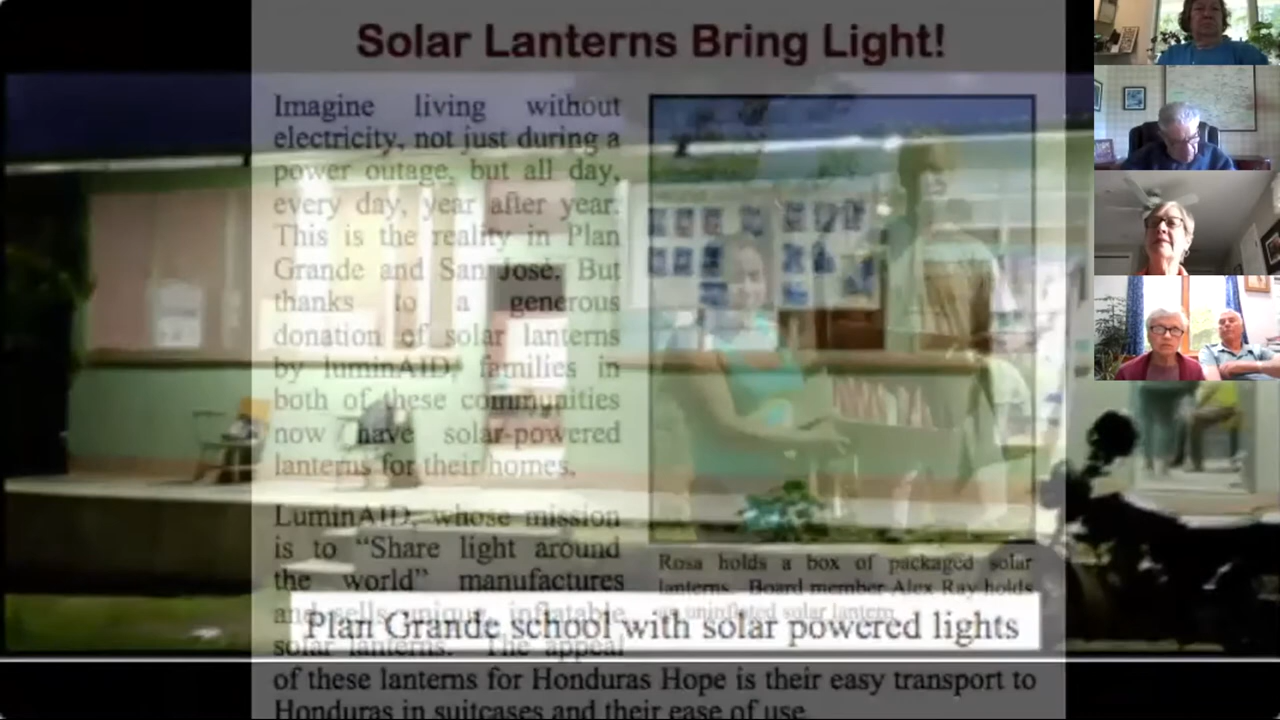 Solar Lanterns Bring Light!
Imagine living without
electricity, not just during a
power outage, but all day,
every day, year after year.
This is the reality in Plan
Grande and San José. But
thanks to a generous
donation of solar lanterns
by luminAID, families in
both of these communities
now have solar-powered
lanterns for their homes.
LuminAID, whose mission
is to “Share light around
the world” manufactures
and sells unique, inflatable
solar lanterns. The appeal
of these lanterns for Honduras Hope is their easy transport to
Honduras in suitcases and their ease of use
Rosa holds a box of packaged solar
lanterns. Board member Alex Ray holds
an uninflated solar lantern.
Plan Grande school with solar powered lights